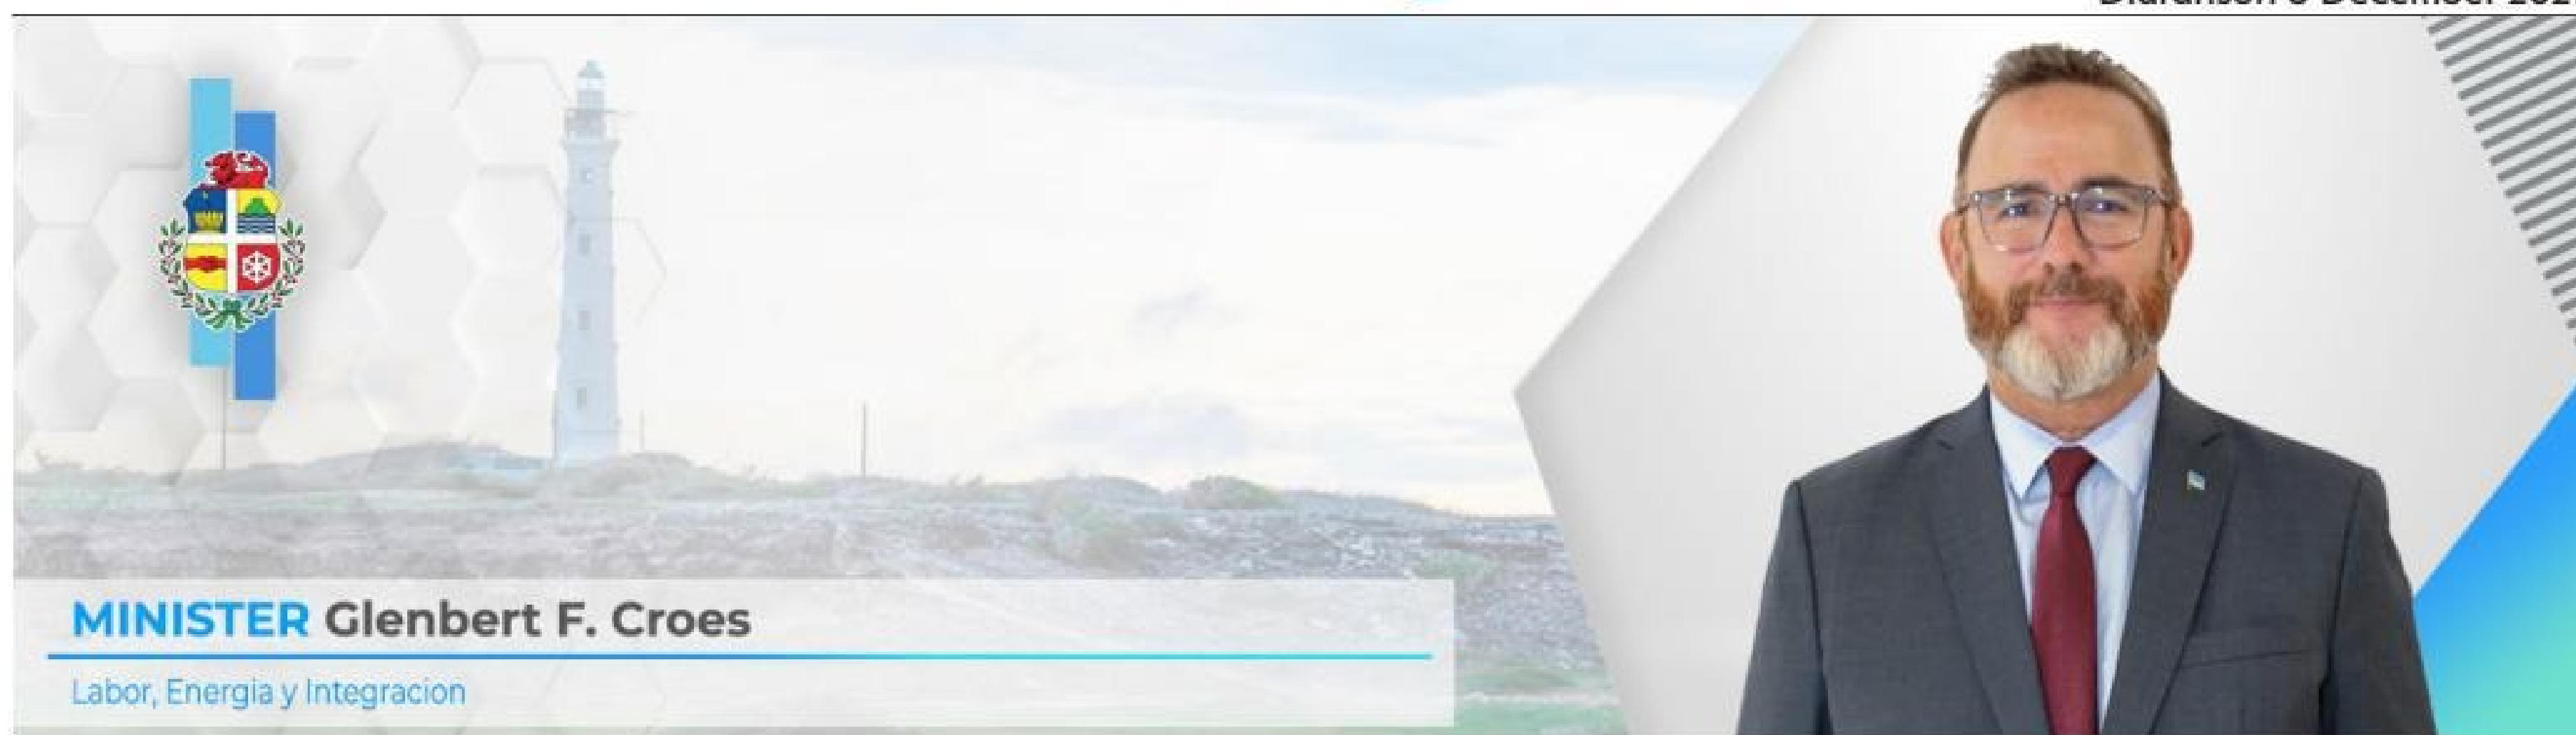 MINISTER Glenbert F. Croes
Labor, Energia y Integracion